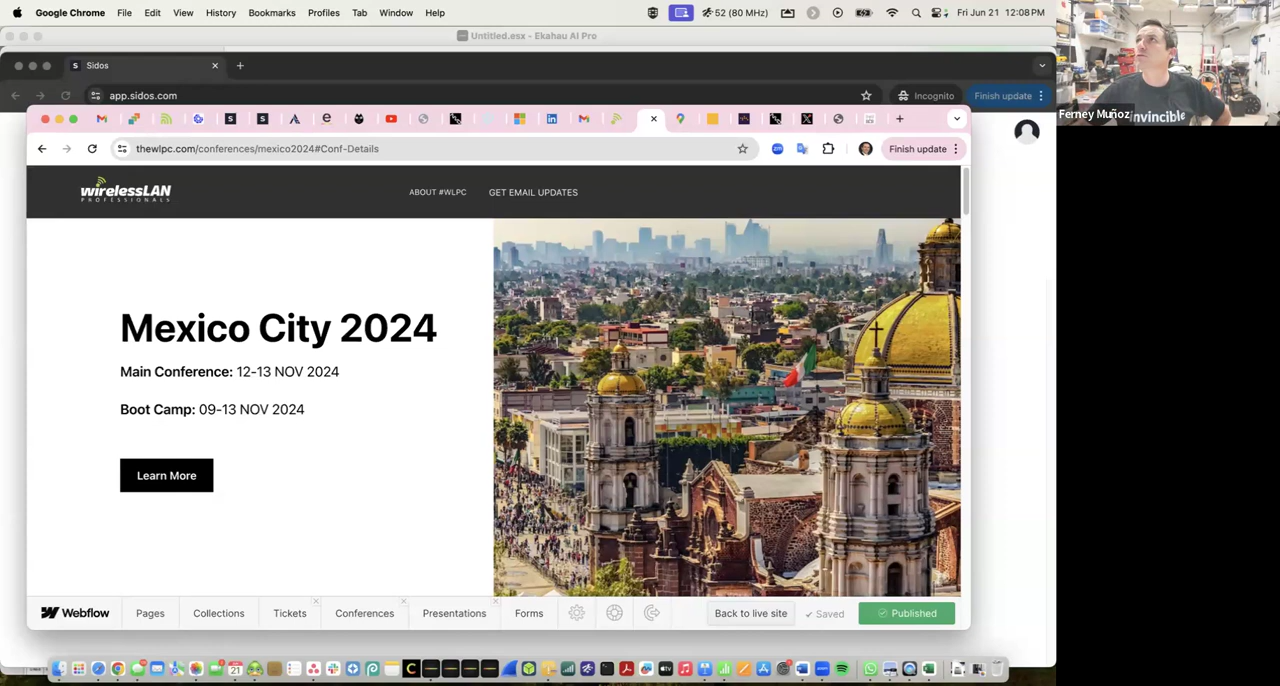 Google Chrome File Edit View History Bookmarks Profiles Tab Window Help 52 (80 MHz) Fri Jun 21 12:08 PM
Untitled.esx - Ekahau AI Pro
Sidos
app.sidos.com Incognito Finish update
thewlpc.com/conferences/mexico2024#Conf-Details Finish update
wirelessLAN
PROFESSIONALS
ABOUT #WLPC GET EMAIL UPDATES
Mexico City 2024
Main Conference: 12-13 NOV 2024
Boot Camp: 09-13 NOV 2024
Learn More
Webflow Pages Collections Tickets Conferences Presentations Forms Back to live site Saved Published
Ferney Muñoz
invincible